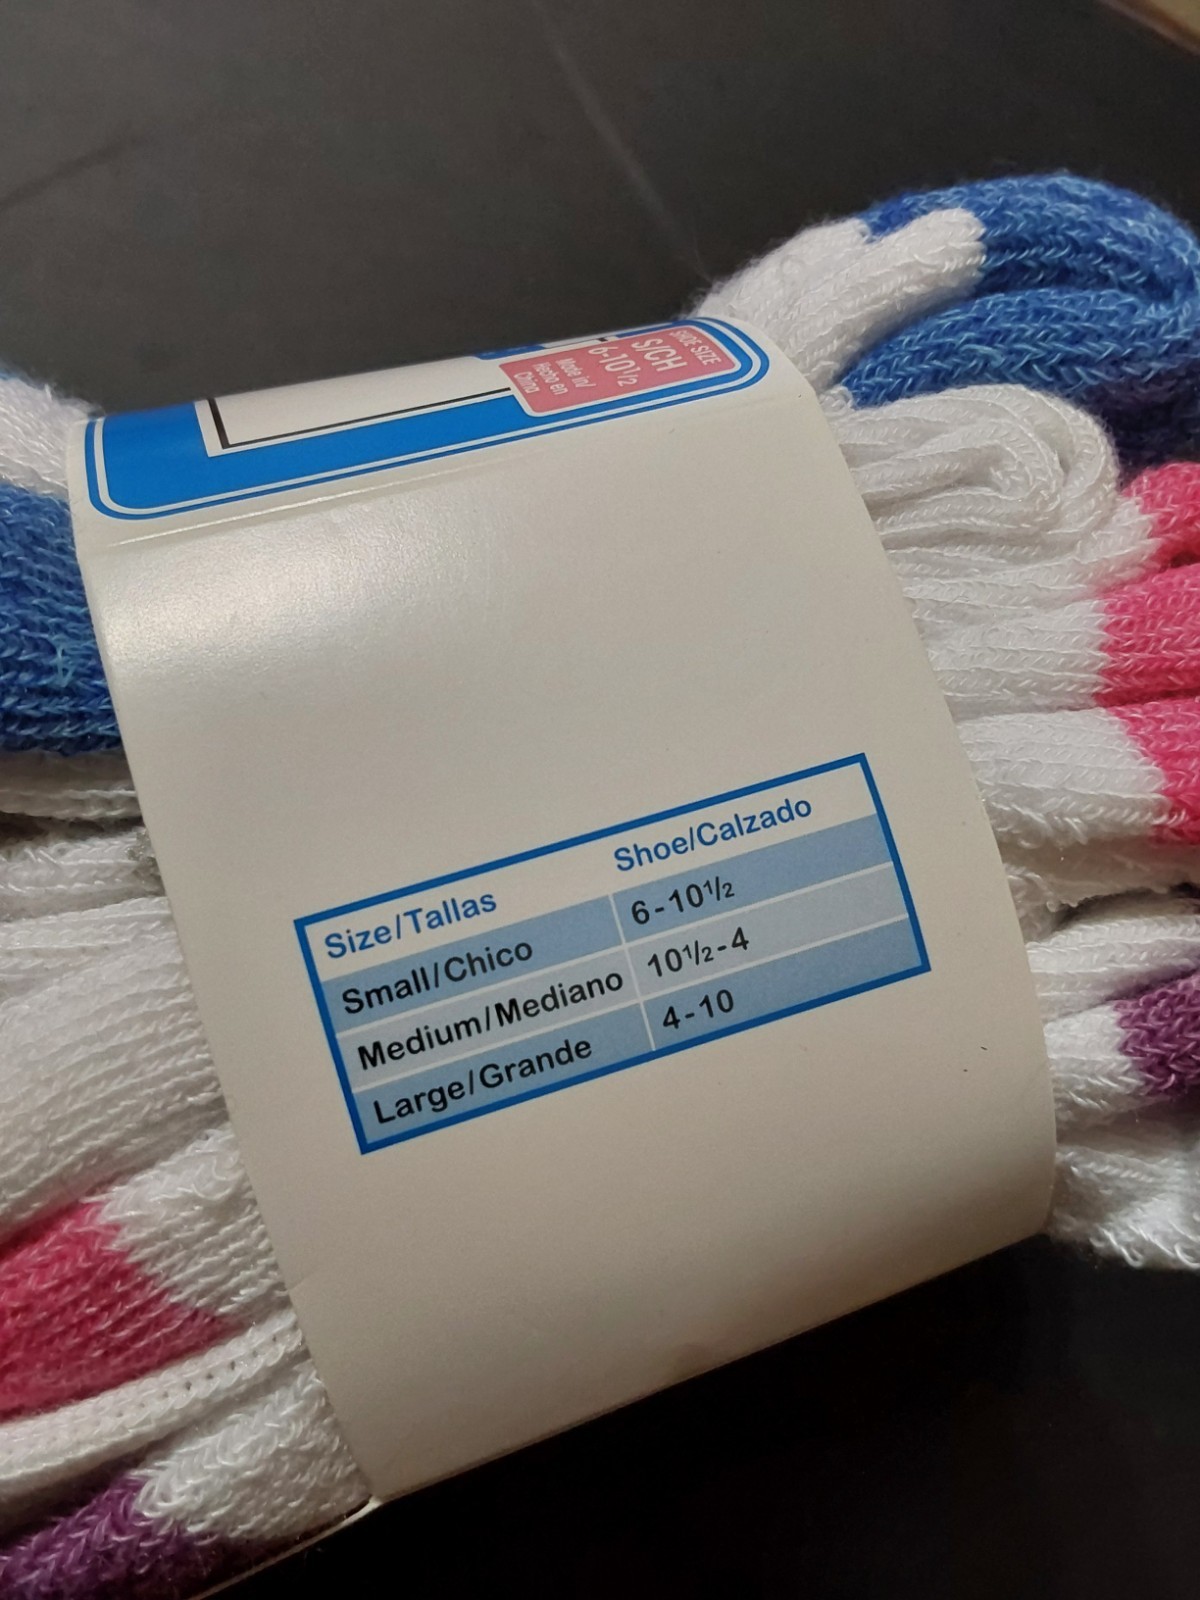 SHOE SIZE
S/CH
6-10½
Made in/
Hecho en
China
Size/Tallas Shoe/Calzado
Small/Chico 6-10½
Medium/Mediano 10½-4
Large/Grande 4-10